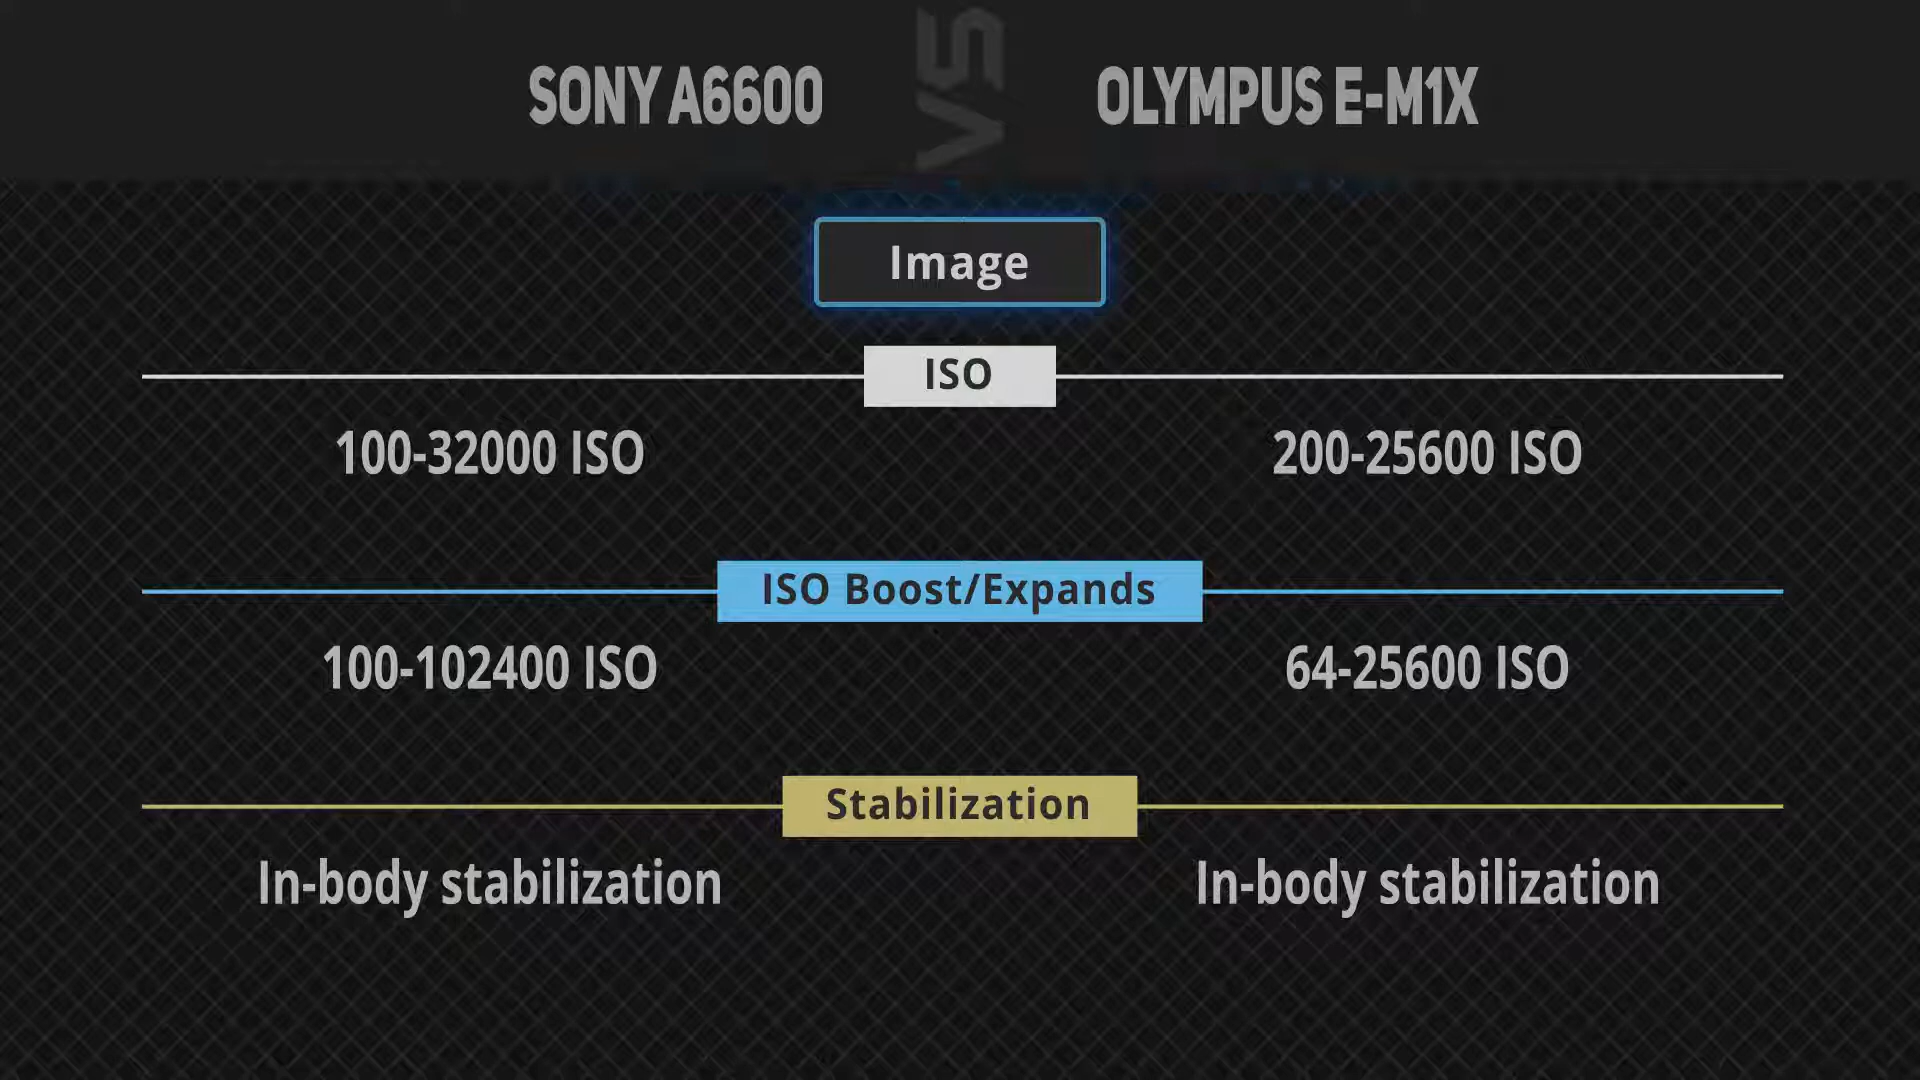 SONY A6600
VS
OLYMPUS E-M1X
Image
ISO
100-32000 ISO
200-25600 ISO
ISO Boost/Expands
100-102400 ISO
64-25600 ISO
Stabilization
In-body stabilization
In-body stabilization